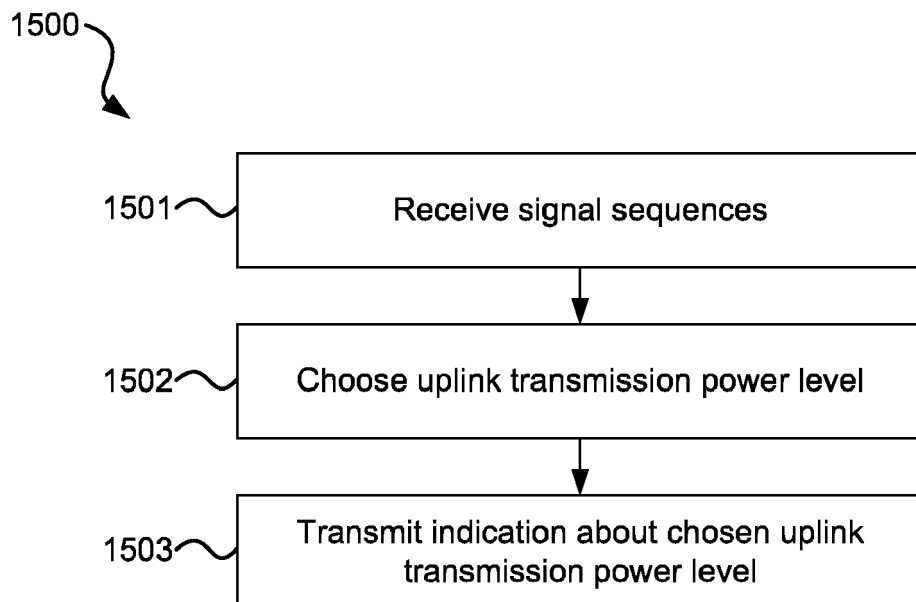 1500
1501
Receive signal sequences
1502
Choose uplink transmission power level
1503
Transmit indication about chosen uplink
transmission power level